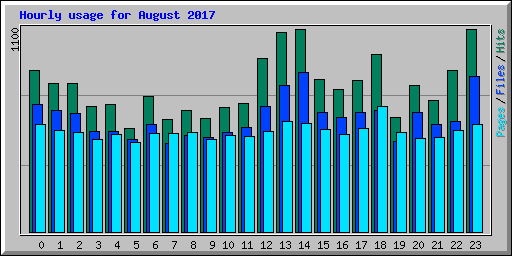 Hourly usage for August 2017
1100
Pages / Files / Hits
0 1 2 3 4 5 6 7 8 9 10 11 12 13 14 15 16 17 18 19 20 21 22 23